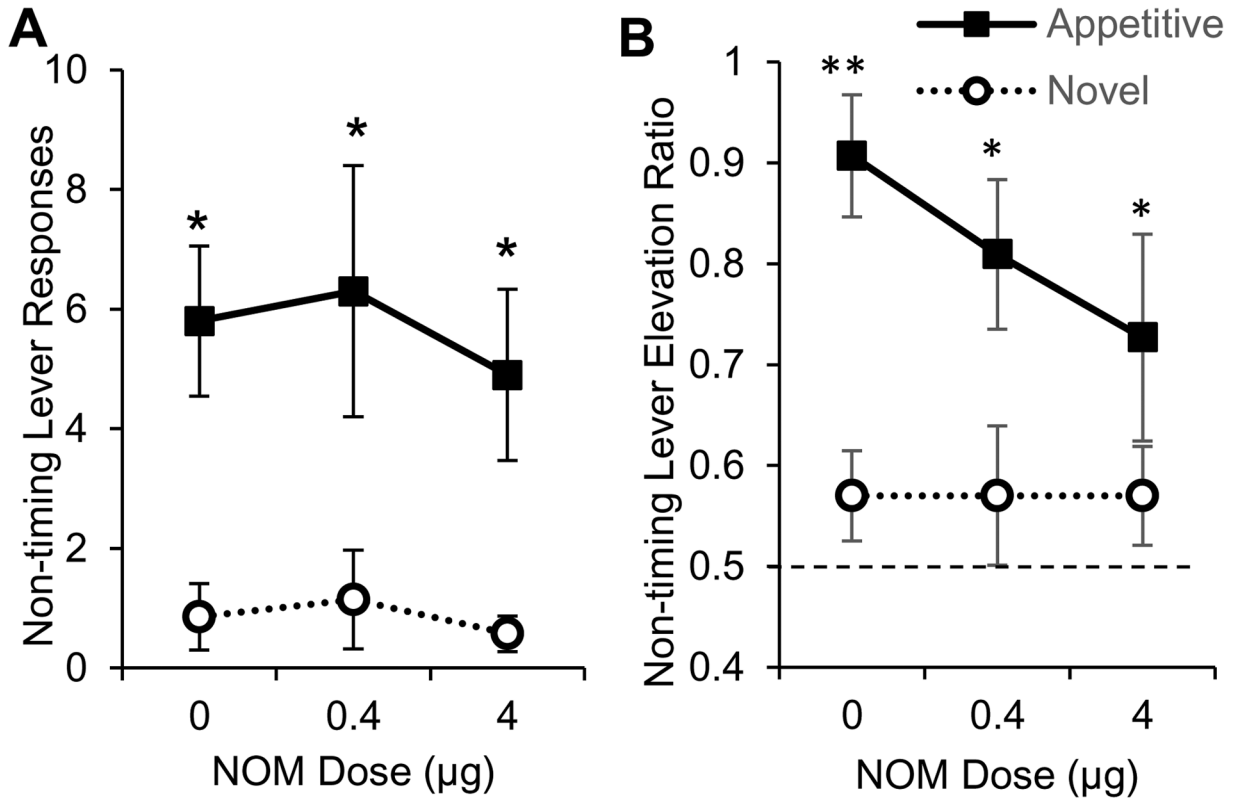 A
Non-timing Lever Responses
10
*
*
*
8
6
4
2
0
0 0.4 4
NOM Dose (µg)
B
Appetitive
Novel
Non-timing Lever Elevation Ratio
1
**
*
*
0.9
0.8
0.7
0.6
0.5
0.4
0 0.4 4
NOM Dose (µg)